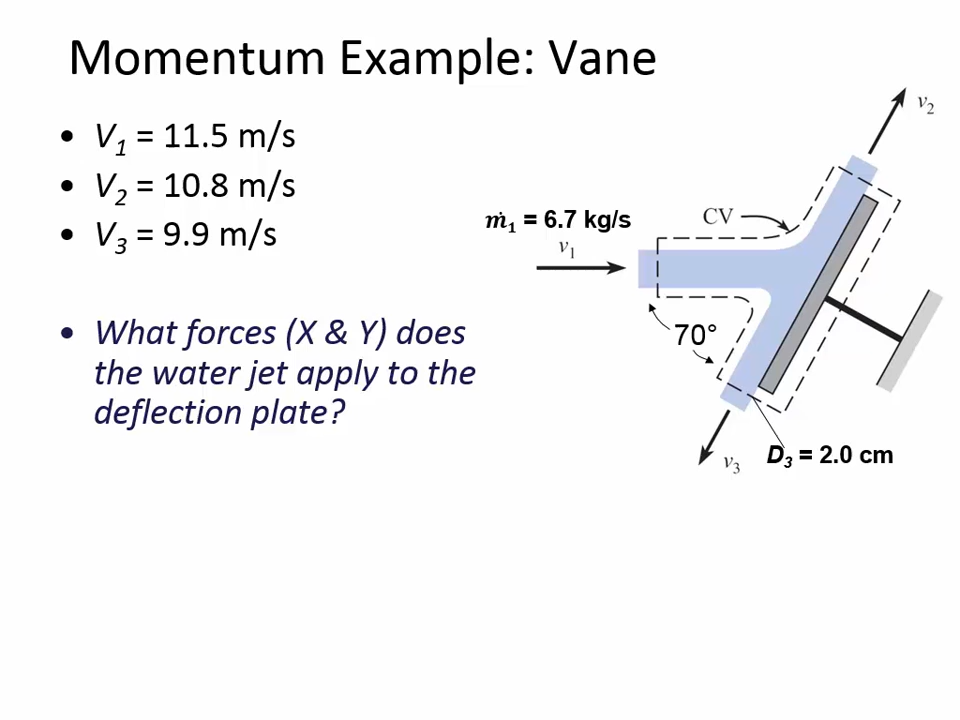 Momentum Example: Vane
• V1 = 11.5 m/s
• V2 = 10.8 m/s
• V3 = 9.9 m/s
• What forces (X & Y) does
the water jet apply to the
deflection plate?
v2
CV
ṁ1 = 6.7 kg/s
v1
70°
v3
D3 = 2.0 cm